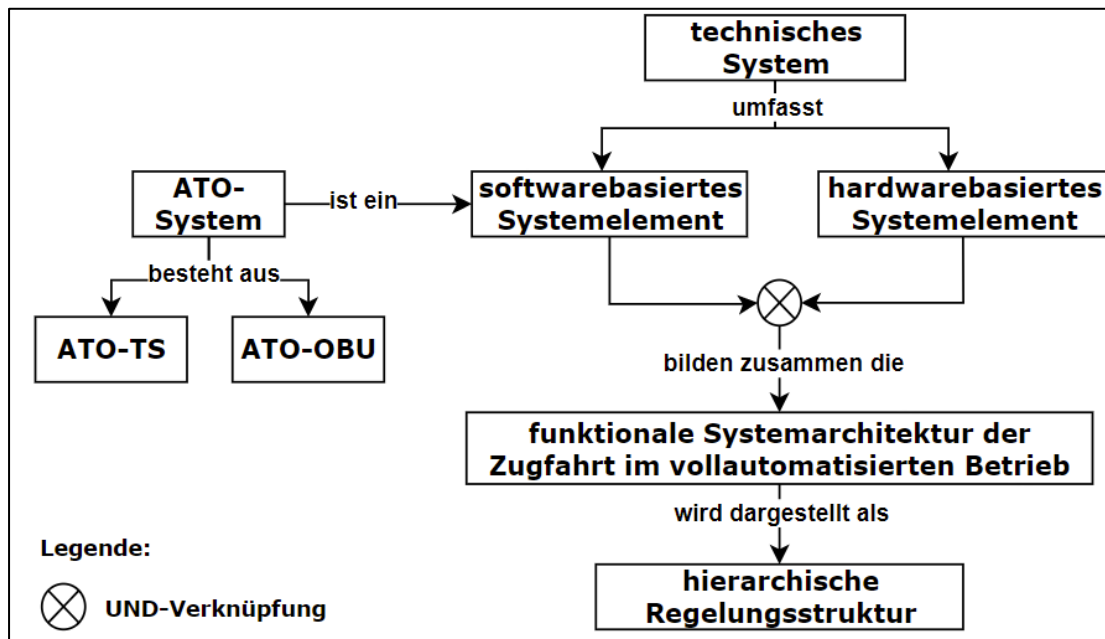 technisches
System
umfasst
ATO-
System
ist ein
softwarebasiertes
Systemelement
hardwarebasiertes
Systemelement
besteht aus
ATO-TS
ATO-OBU
bilden zusammen die
funktionale Systemarchitektur der
Zugfahrt im vollautomatisierten Betrieb
wird dargestellt als
hierarchische
Regelungsstruktur
Legende:
UND-Verknüpfung